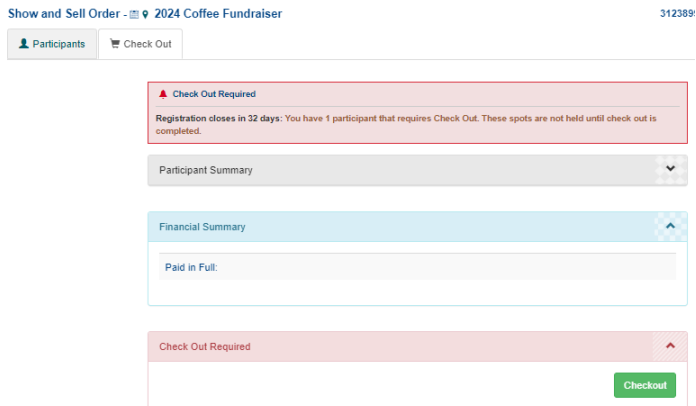 Show and Sell Order - 2024 Coffee Fundraiser
312389
Participants
Check Out
Check Out Required
Registration closes in 32 days: You have 1 participant that requires Check Out. These spots are not held until check out is
completed.
Participant Summary
Financial Summary
Paid in Full:
Check Out Required
Checkout